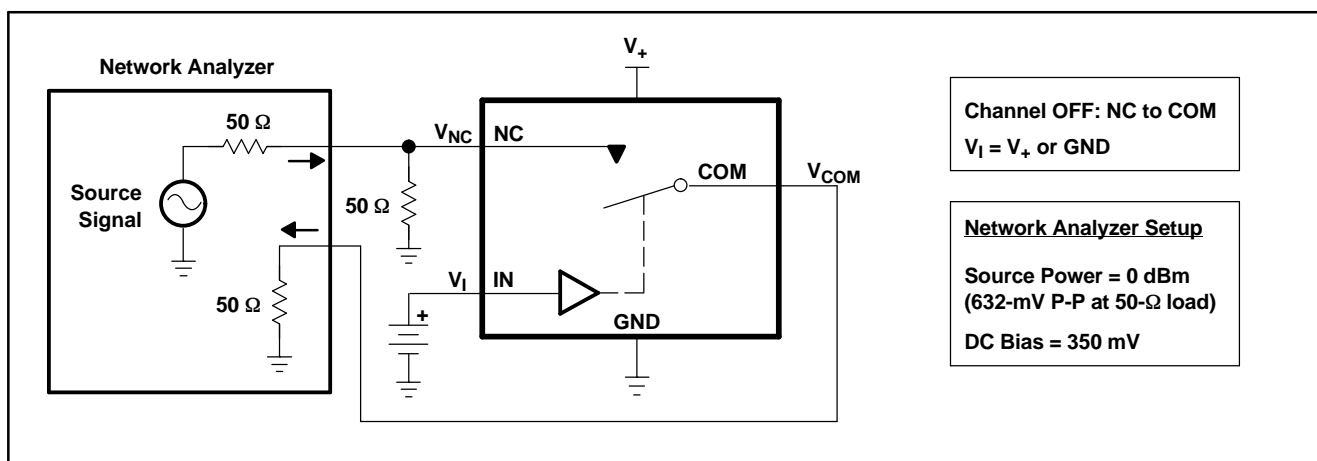 V+
Network Analyzer
50 Ω
VNC
NC
COM
VCOM
Source
Signal
50 Ω
50 Ω
VI
IN
+
GND
Channel OFF: NC to COM
VI = V+ or GND
Network Analyzer Setup
Source Power = 0 dBm
(632-mV P-P at 50-Ω load)
DC Bias = 350 mV